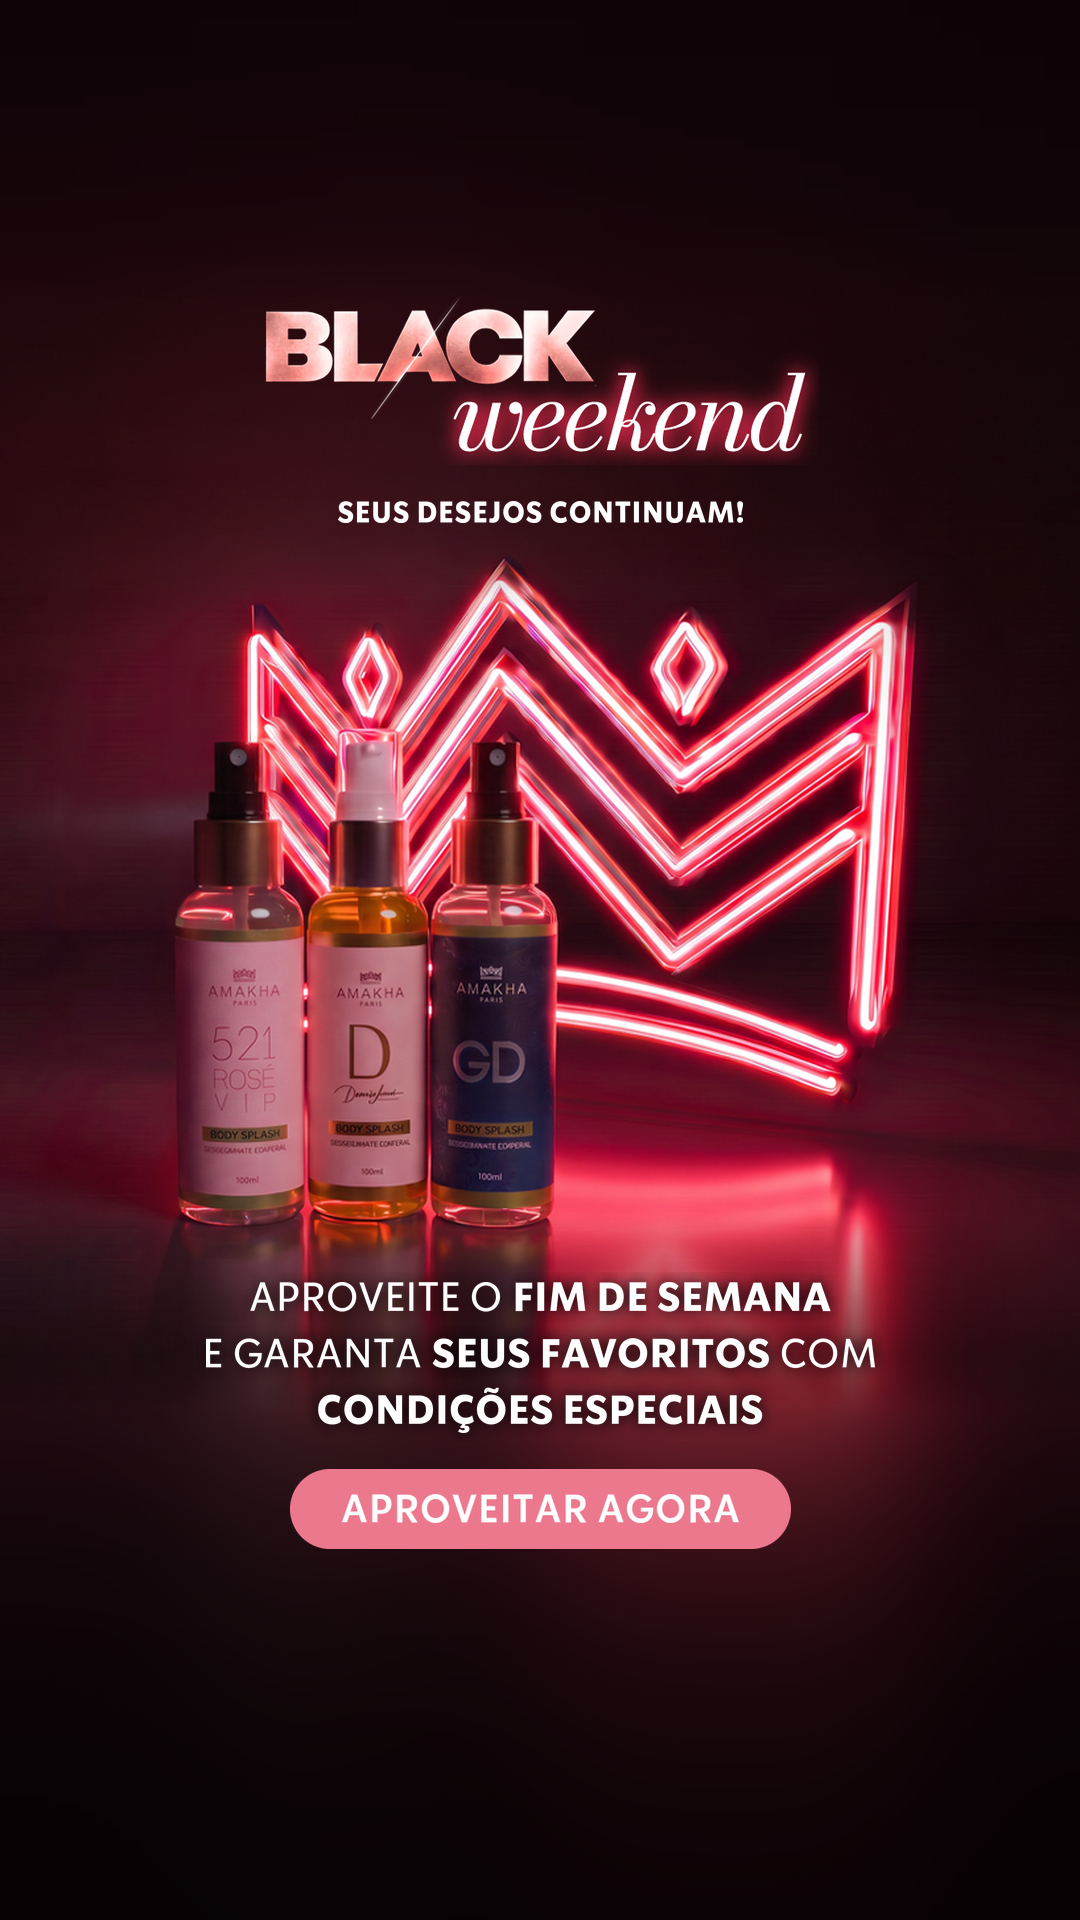 BLACK
weekend
SEUS DESEJOS CONTINUAM!
AMAKHA
PARIS
521
ROSÉ
VIP
BODY SPLASH
100ml
AMAKHA
PARIS
D
BODY SPLASH
100ml
AMAKHA
PARIS
GD
BODY SPLASH
100ml
APROVEITE O FIM DE SEMANA
E GARANTA SEUS FAVORITOS COM
CONDIÇÕES ESPECIAIS
APROVEITAR AGORA